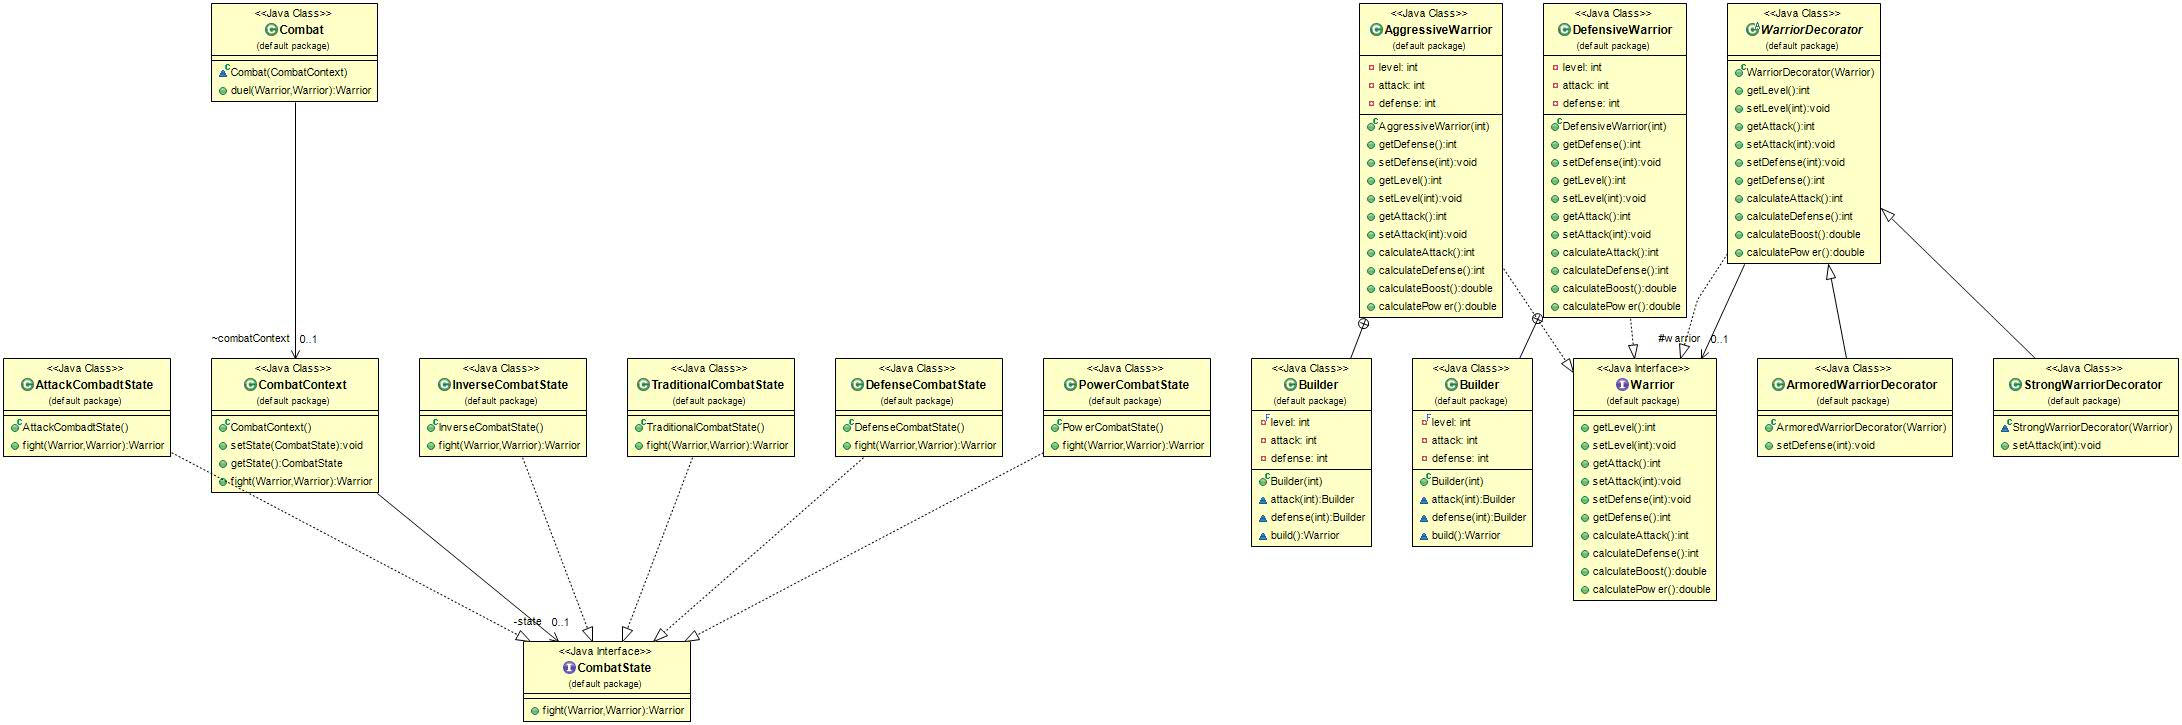 <<Java Class>>
Combat
(default package)
Combat(CombatContext)
duel(Warrior,Warrior):Warrior
<<Java Class>>
AggressiveWarrior
(default package)
level: int
attack: int
defense: int
AggressiveWarrior(int)
getDefense():int
setDefense(int):void
getLevel():int
setLevel(int):void
getAttack():int
setAttack(int):void
calculateAttack():int
calculateDefense():int
calculateBoost():double
calculatePower():double
<<Java Class>>
DefensiveWarrior
(default package)
level: int
attack: int
defense: int
DefensiveWarrior(int)
getDefense():int
setDefense(int):void
getLevel():int
setLevel(int):void
getAttack():int
setAttack(int):void
calculateAttack():int
calculateDefense():int
calculateBoost():double
calculatePower():double
<<Java Class>>
WarriorDecorator
(default package)
WarriorDecorator(Warrior)
getLevel():int
setLevel(int):void
getAttack():int
setAttack(int):void
setDefense(int):void
getDefense():int
calculateAttack():int
calculateDefense():int
calculateBoost():double
calculatePower():double
~combatContext 0..1
#warrior 0..1
<<Java Class>>
AttackCombadtState
(default package)
AttackCombadtState()
fight(Warrior,Warrior):Warrior
<<Java Class>>
CombatContext
(default package)
CombatContext()
setState(CombatState):void
getState():CombatState
fight(Warrior,Warrior):Warrior
<<Java Class>>
InverseCombatState
(default package)
InverseCombatState()
fight(Warrior,Warrior):Warrior
<<Java Class>>
TraditionalCombatState
(default package)
TraditionalCombatState()
fight(Warrior,Warrior):Warrior
<<Java Class>>
DefenseCombatState
(default package)
DefenseCombatState()
fight(Warrior,Warrior):Warrior
<<Java Class>>
PowerCombatState
(default package)
PowerCombatState()
fight(Warrior,Warrior):Warrior
<<Java Class>>
Builder
(default package)
level: int
attack: int
defense: int
Builder(int)
attack(int):Builder
defense(int):Builder
build():Warrior
<<Java Class>>
Builder
(default package)
level: int
attack: int
defense: int
Builder(int)
attack(int):Builder
defense(int):Builder
build():Warrior
<<Java Interface>>
Warrior
(default package)
getLevel():int
setLevel(int):void
getAttack():int
setAttack(int):void
setDefense(int):void
getDefense():int
calculateAttack():int
calculateDefense():int
calculateBoost():double
calculatePower():double
<<Java Class>>
ArmoredWarriorDecorator
(default package)
ArmoredWarriorDecorator(Warrior)
setDefense(int):void
<<Java Class>>
StrongWarriorDecorator
(default package)
StrongWarriorDecorator(Warrior)
setAttack(int):void
-state 0..1
<<Java Interface>>
CombatState
(default package)
fight(Warrior,Warrior):Warrior